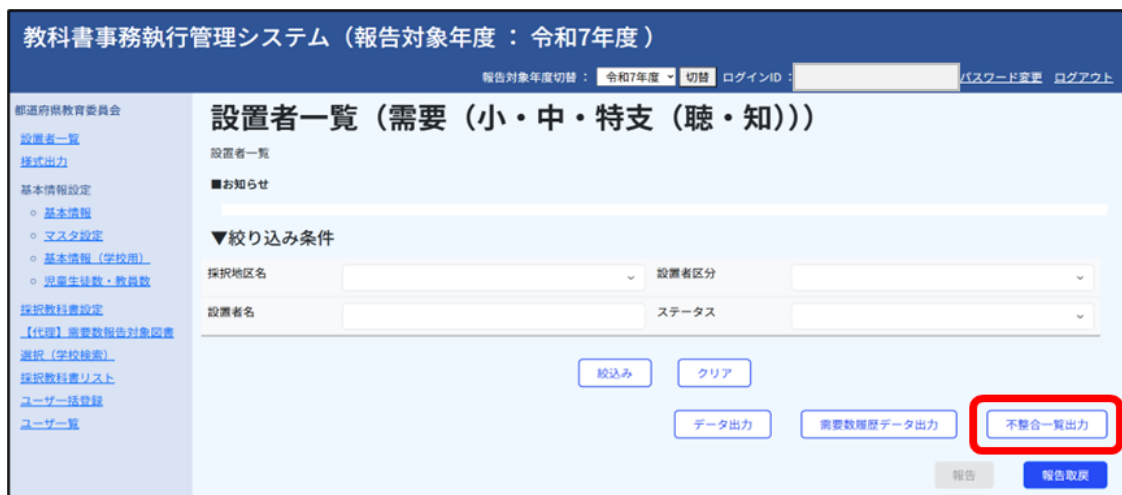 教科書事務執行管理システム（報告対象年度 ： 令和7年度 ）
報告対象年度切替 ： 令和7年度 切替 ログインID : パスワード変更 ログアウト
都道府県教育委員会
設置者一覧
様式出力
基本情報設定
基本情報
マスタ設定
基本情報（学校用）
児童生徒数・教員数
採択教科書設定
【代理】需要数報告対象図書
選択（学校検索）
採択教科書リスト
ユーザー括登録
ユーザ一覧
設置者一覧（需要（小・中・特支（聴・知）））
設置者一覧
■お知らせ
▼絞り込み条件
採択地区名 設置者区分
設置者名 ステータス
絞込み クリア
データ出力 需要数履歴データ出力 不整合一覧出力
報告 報告取戻